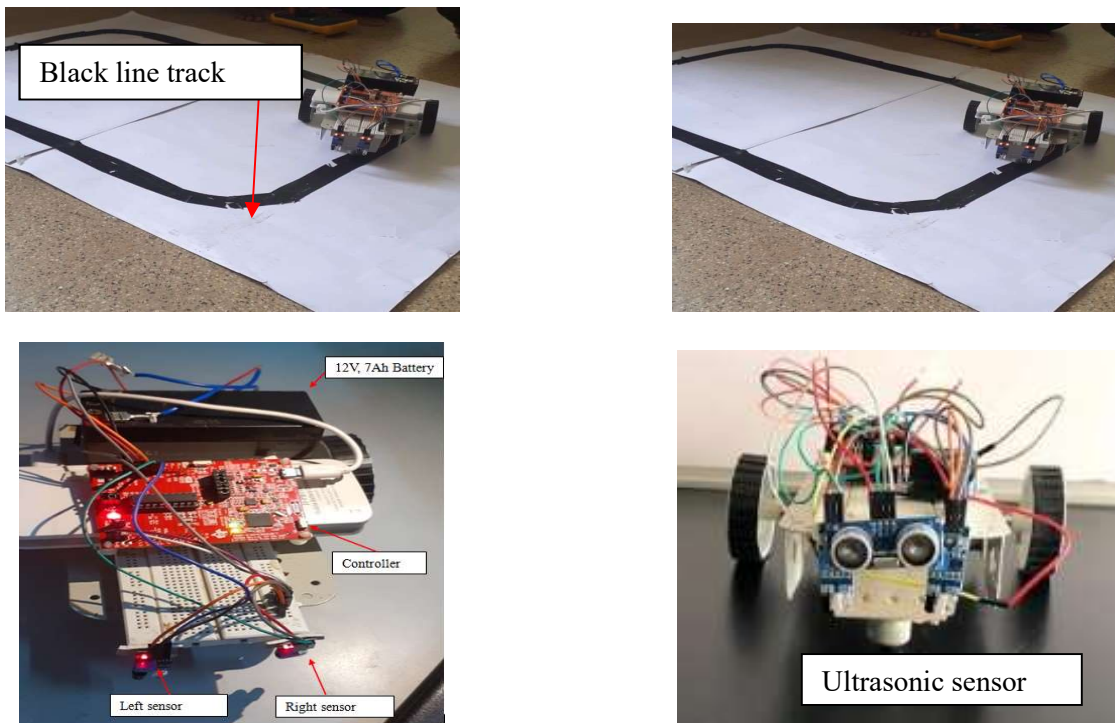 Black line track
12V, 7Ah Battery
Controller
Left sensor
Right sensor
Ultrasonic sensor